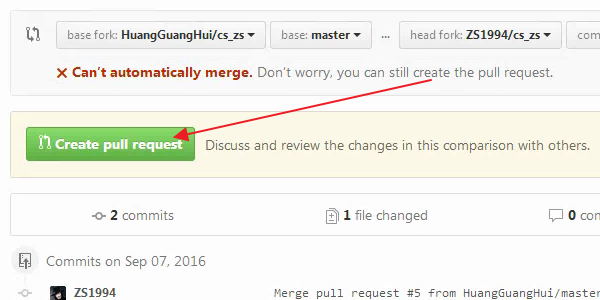 base fork: HuangGuangHui/cs_zs base: master ... head fork: ZS1994/cs_zs com
Can't automatically merge. Don't worry, you can still create the pull request.
Create pull request Discuss and review the changes in this comparison with others.
2 commits 1 file changed 0 con
Commits on Sep 07, 2016
ZS1994 Merge pull request #5 from HuangGuangHui/master